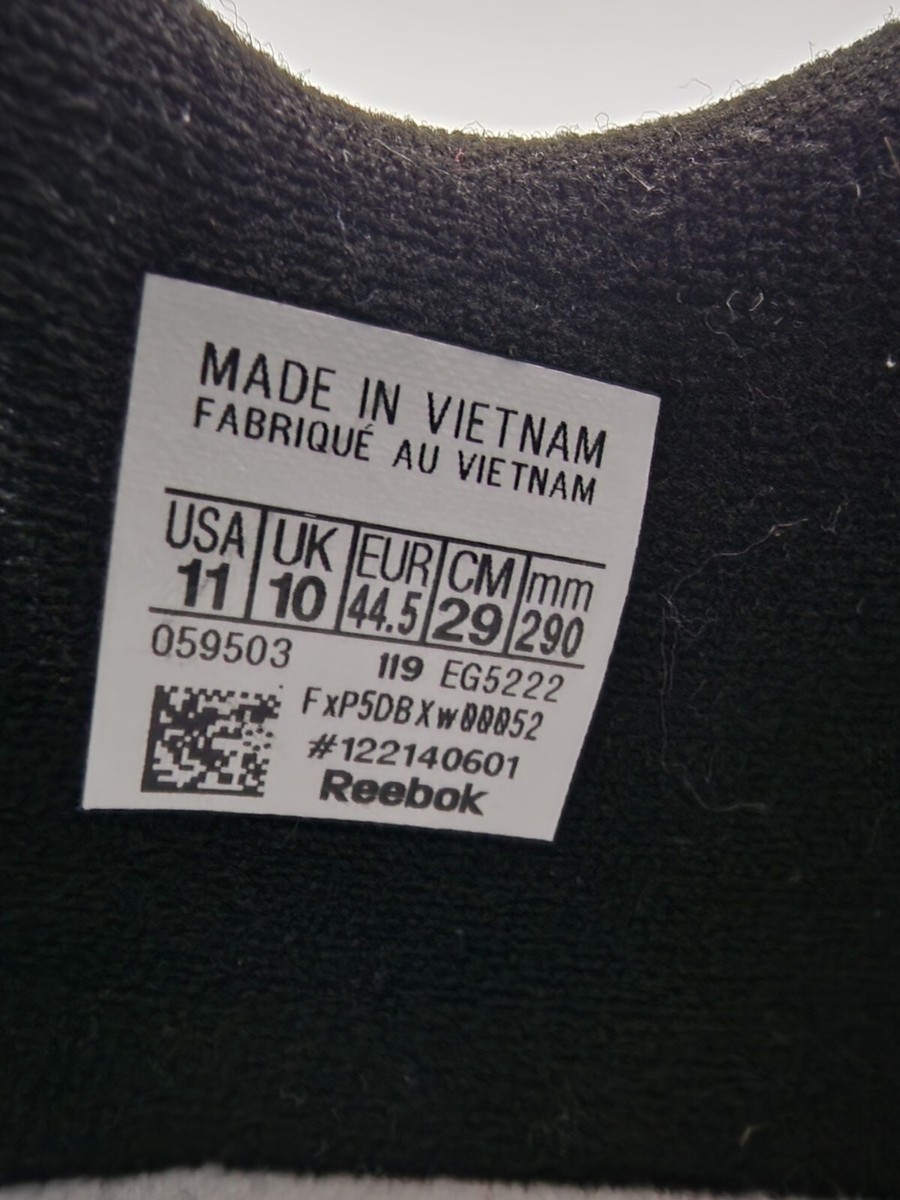 MADE IN VIETNAM
FABRIQUÉ AU VIETNAM
USA UK EUR CM mm
11 10 44.5 29 290
059503 119 EG5222
FxP5DBXw00052
#122140601
Reebok